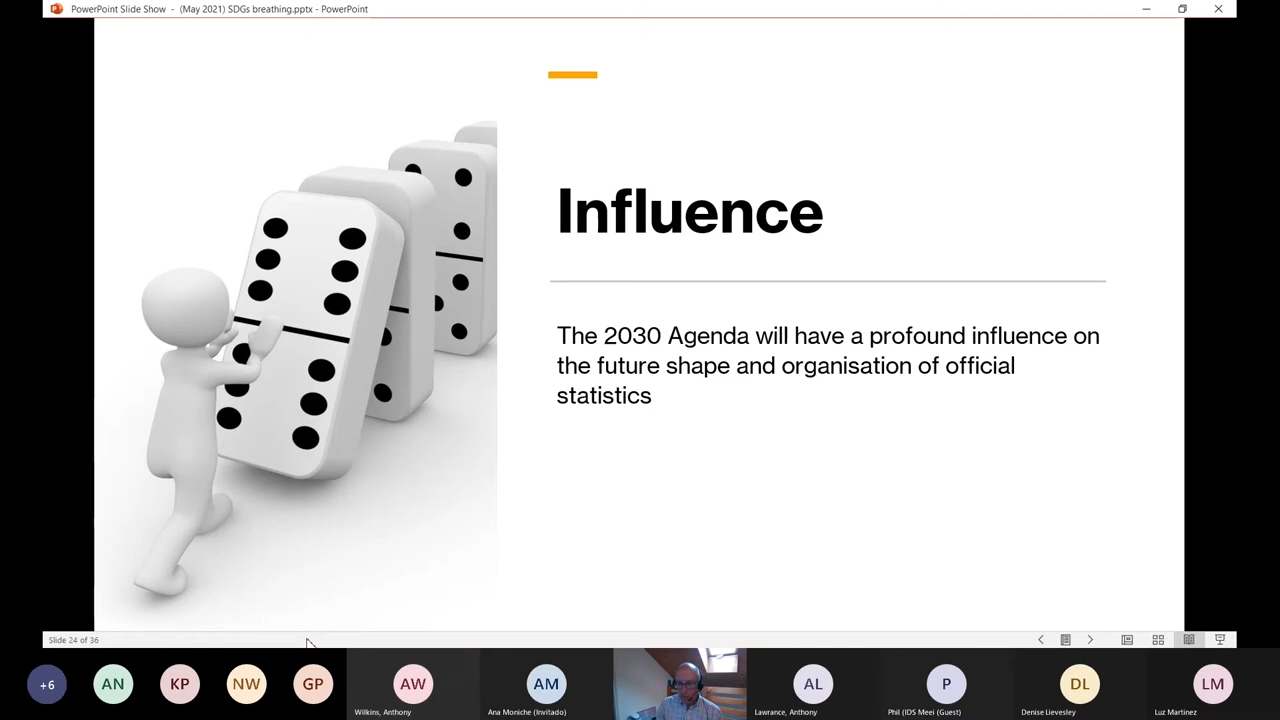 PowerPoint Slide Show - (May 2021) SDGs breathing.pptx - PowerPoint
Influence
The 2030 Agenda will have a profound influence on
the future shape and organisation of official
statistics
Slide 24 of 36
+6
AN
KP
NW
GP
AW
AM
AL
P
DL
LM
Wilkins, Anthony
Ana Moniche (Invitado)
Lawrance, Anthony
Phil (IDS Meei (Guest)
Denise Lievesley
Luz Martinez